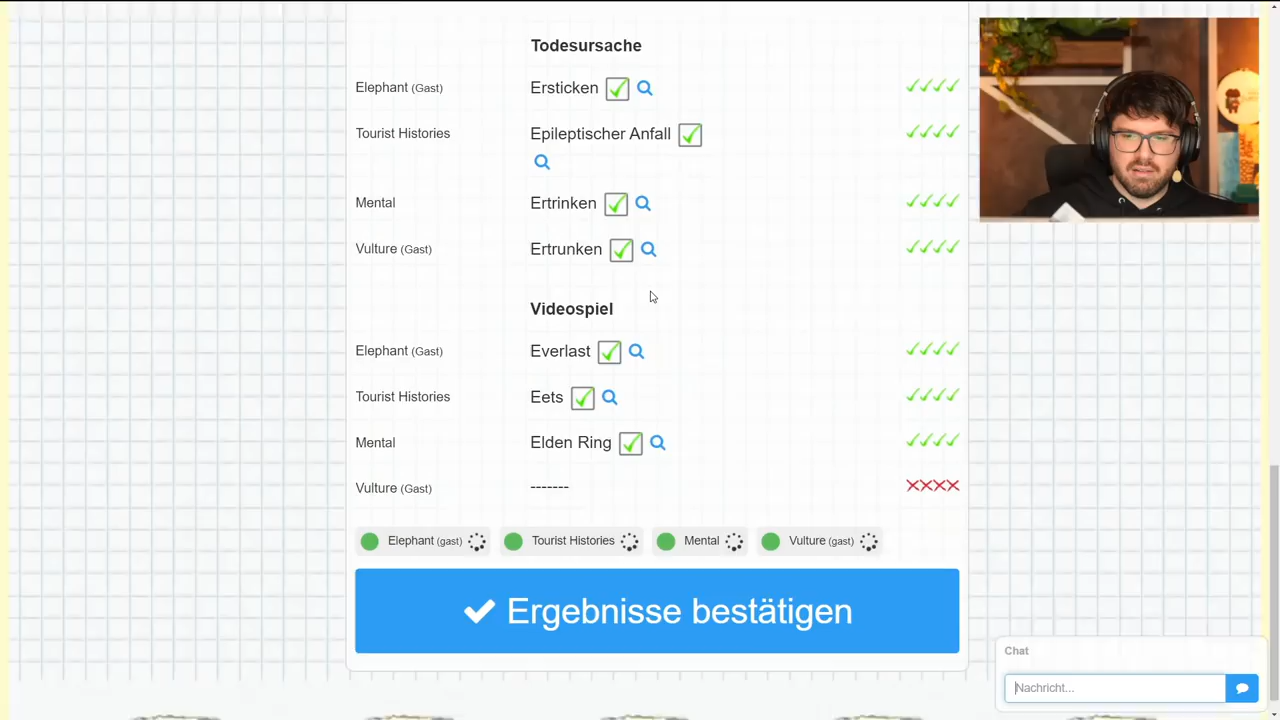 Todesursache
Elephant (Gast) Ersticken
Tourist Histories Epileptischer Anfall
Mental Ertrinken
Vulture (Gast) Ertrunken
Videospiel
Elephant (Gast) Everlast
Tourist Histories Eets
Mental Elden Ring
Vulture (Gast) -------
Elephant (gast) Tourist Histories Mental Vulture (gast)
Ergebnisse bestätigen
Chat
Nachricht...